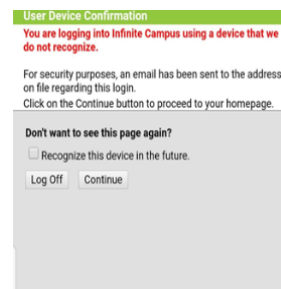 User Device Confirmation
You are logging into Infinite Campus using a device that we
do not recognize.
For security purposes, an email has been sent to the address
on file regarding this login.
Click on the Continue button to proceed to your homepage.
Don't want to see this page again?
Recognize this device in the future.
Log Off Continue